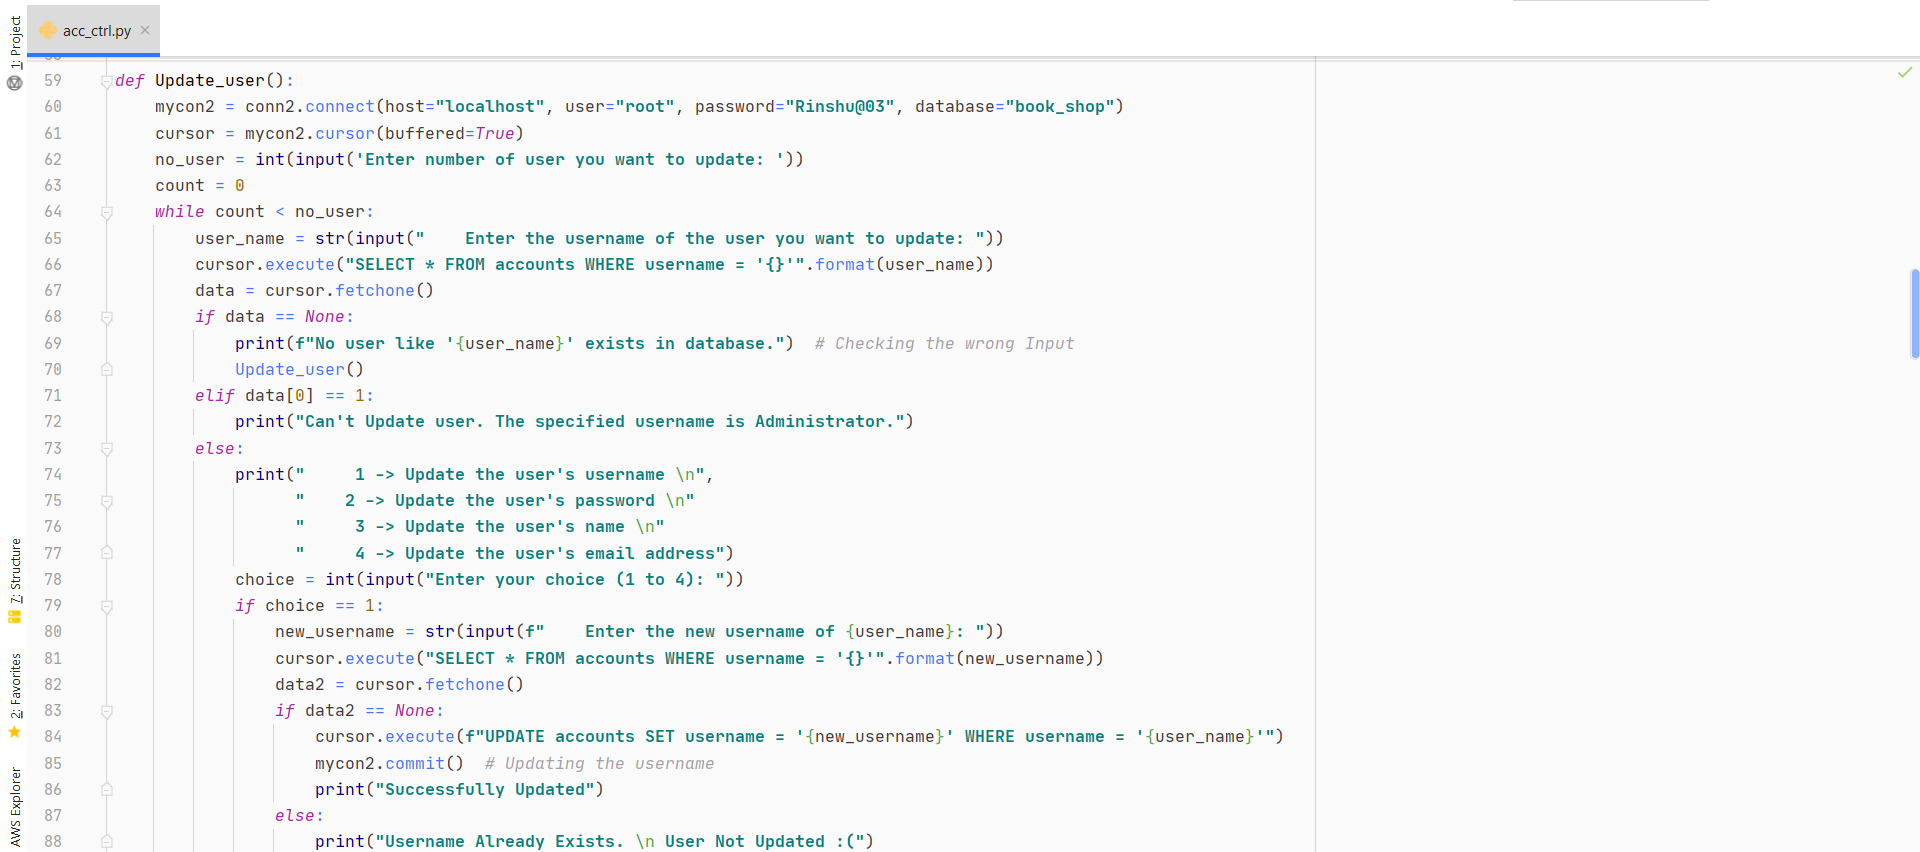 acc_ctrl.py
1: Project
7: Structure
2: Favorites
AWS Explorer
59 def Update_user():
60     mycon2 = conn2.connect(host="localhost", user="root", password="Rinshu@03", database="book_shop")
61     cursor = mycon2.cursor(buffered=True)
62     no_user = int(input('Enter number of user you want to update: '))
63     count = 0
64     while count < no_user:
65         user_name = str(input("    Enter the username of the user you want to update: "))
66         cursor.execute("SELECT * FROM accounts WHERE username = '{}'".format(user_name))
67         data = cursor.fetchone()
68         if data == None:
69             print(f"No user like '{user_name}' exists in database.")  # Checking the wrong Input
70             Update_user()
71         elif data[0] == 1:
72             print("Can't Update user. The specified username is Administrator.")
73         else:
74             print("     1 -> Update the user's username \n",
75                   "    2 -> Update the user's password \n"
76                   "     3 -> Update the user's name \n"
77                   "     4 -> Update the user's email address")
78             choice = int(input("Enter your choice (1 to 4): "))
79             if choice == 1:
80                 new_username = str(input(f"    Enter the new username of {user_name}: "))
81                 cursor.execute("SELECT * FROM accounts WHERE username = '{}'".format(new_username))
82                 data2 = cursor.fetchone()
83                 if data2 == None:
84                     cursor.execute(f"UPDATE accounts SET username = '{new_username}' WHERE username = '{user_name}'")
85                     mycon2.commit()  # Updating the username
86                     print("Successfully Updated")
87                 else:
88                     print("Username Already Exists. \n User Not Updated :(")